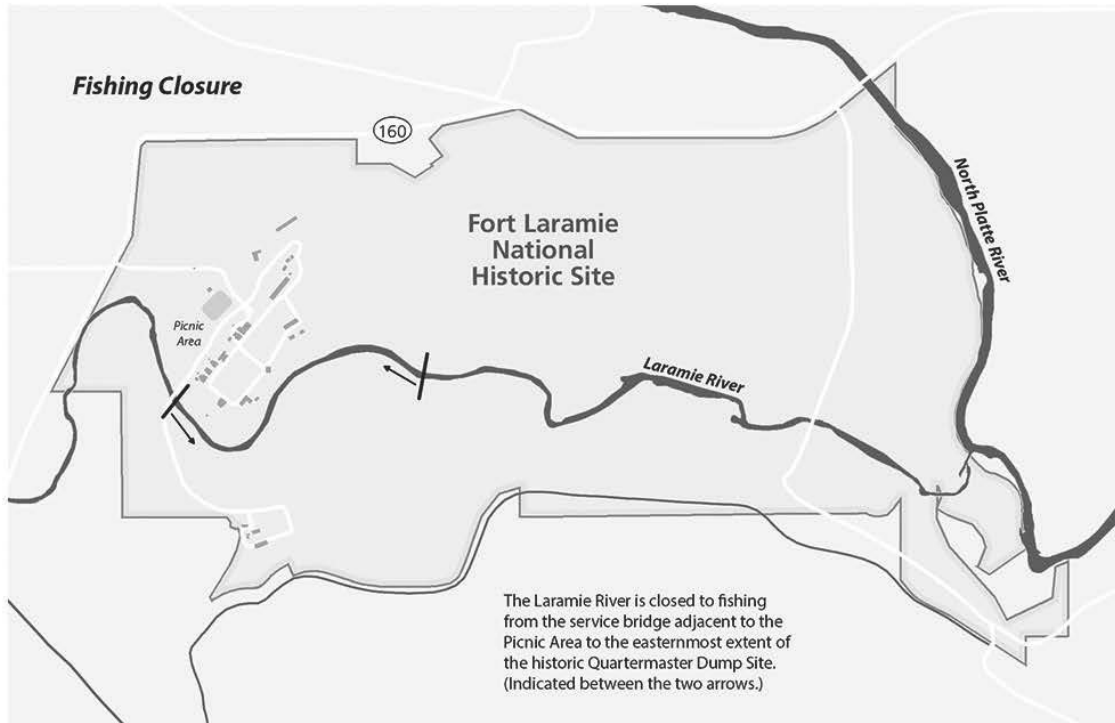 Fishing Closure
160
Fort Laramie
National
Historic Site
North Platte River
Picnic
Area
Laramie River
The Laramie River is closed to fishing
from the service bridge adjacent to the
Picnic Area to the easternmost extent of
the historic Quartermaster Dump Site.
(Indicated between the two arrows.)